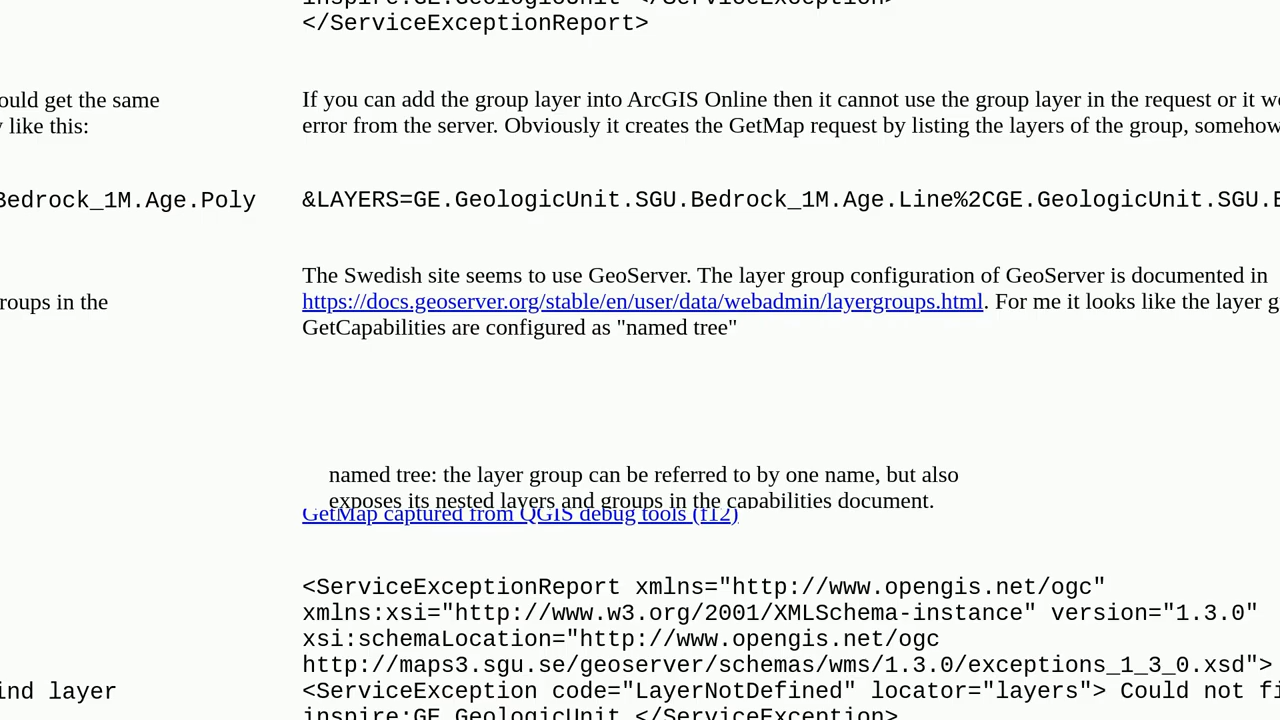 inspire:GE.GeologicUnit </ServiceException>
</ServiceExceptionReport>
ould get the same
like this:
If you can add the group layer into ArcGIS Online then it cannot use the group layer in the request or it
error from the server. Obviously it creates the GetMap request by listing the layers of the group, somehow
Bedrock_1M.Age.Poly
&LAYERS=GE.GeologicUnit.SGU.Bedrock_1M.Age.Line%2CGE.GeologicUnit.SGU.B
The Swedish site seems to use GeoServer. The layer group configuration of GeoServer is documented in
roups in the
https://docs.geoserver.org/stable/en/user/data/webadmin/layergroups.html. For me it looks like the layer g
GetCapabilities are configured as "named tree"
named tree: the layer group can be referred to by one name, but also
exposes its nested layers and groups in the capabilities document.
GetMap captured from QGIS debug tools (f12)
<ServiceExceptionReport xmlns="http://www.opengis.net/ogc"
xmlns:xsi="http://www.w3.org/2001/XMLSchema-instance" version="1.3.0"
xsi:schemaLocation="http://www.opengis.net/ogc
http://maps3.sgu.se/geoserver/schemas/wms/1.3.0/exceptions_1_3_0.xsd">
ind layer
<ServiceException code="LayerNotDefined" locator="layers"> Could not fi
inspire:GE.GeologicUnit </ServiceException>